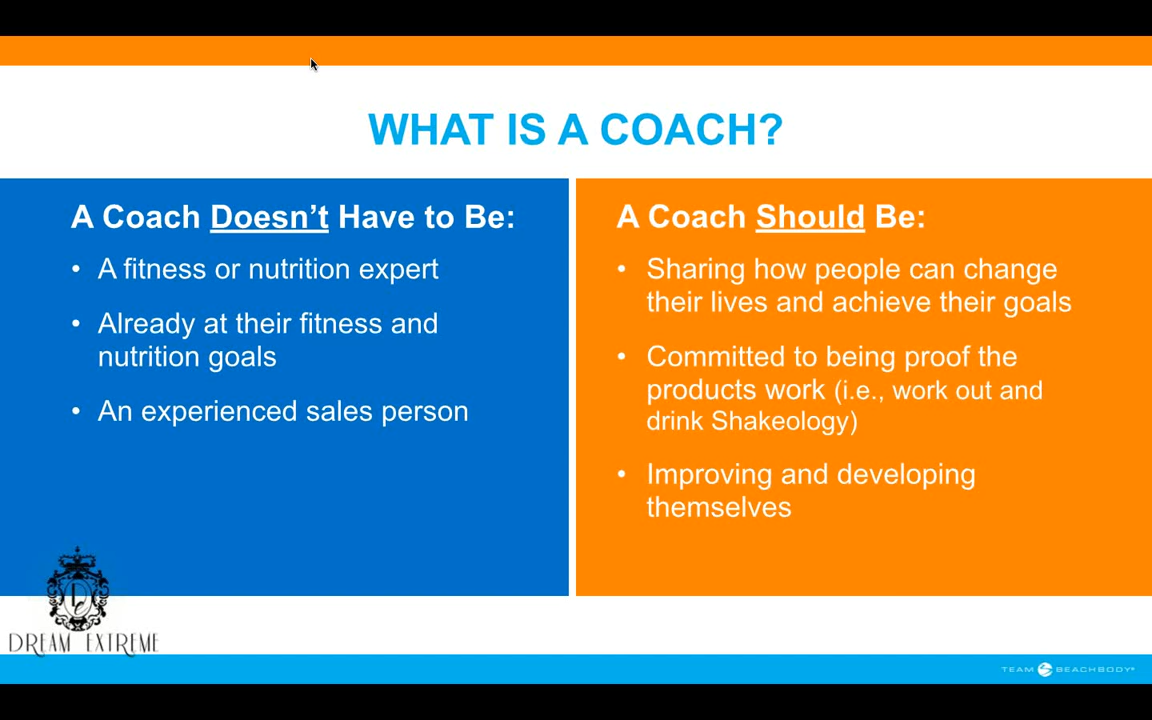 WHAT IS A COACH?
A Coach Doesn't Have to Be:
• A fitness or nutrition expert
• Already at their fitness and
nutrition goals
• An experienced sales person
A Coach Should Be:
• Sharing how people can change
their lives and achieve their goals
• Committed to being proof the
products work (i.e., work out and
drink Shakeology)
• Improving and developing
themselves
DREAM EXTREME
TEAM BEACHBODY®